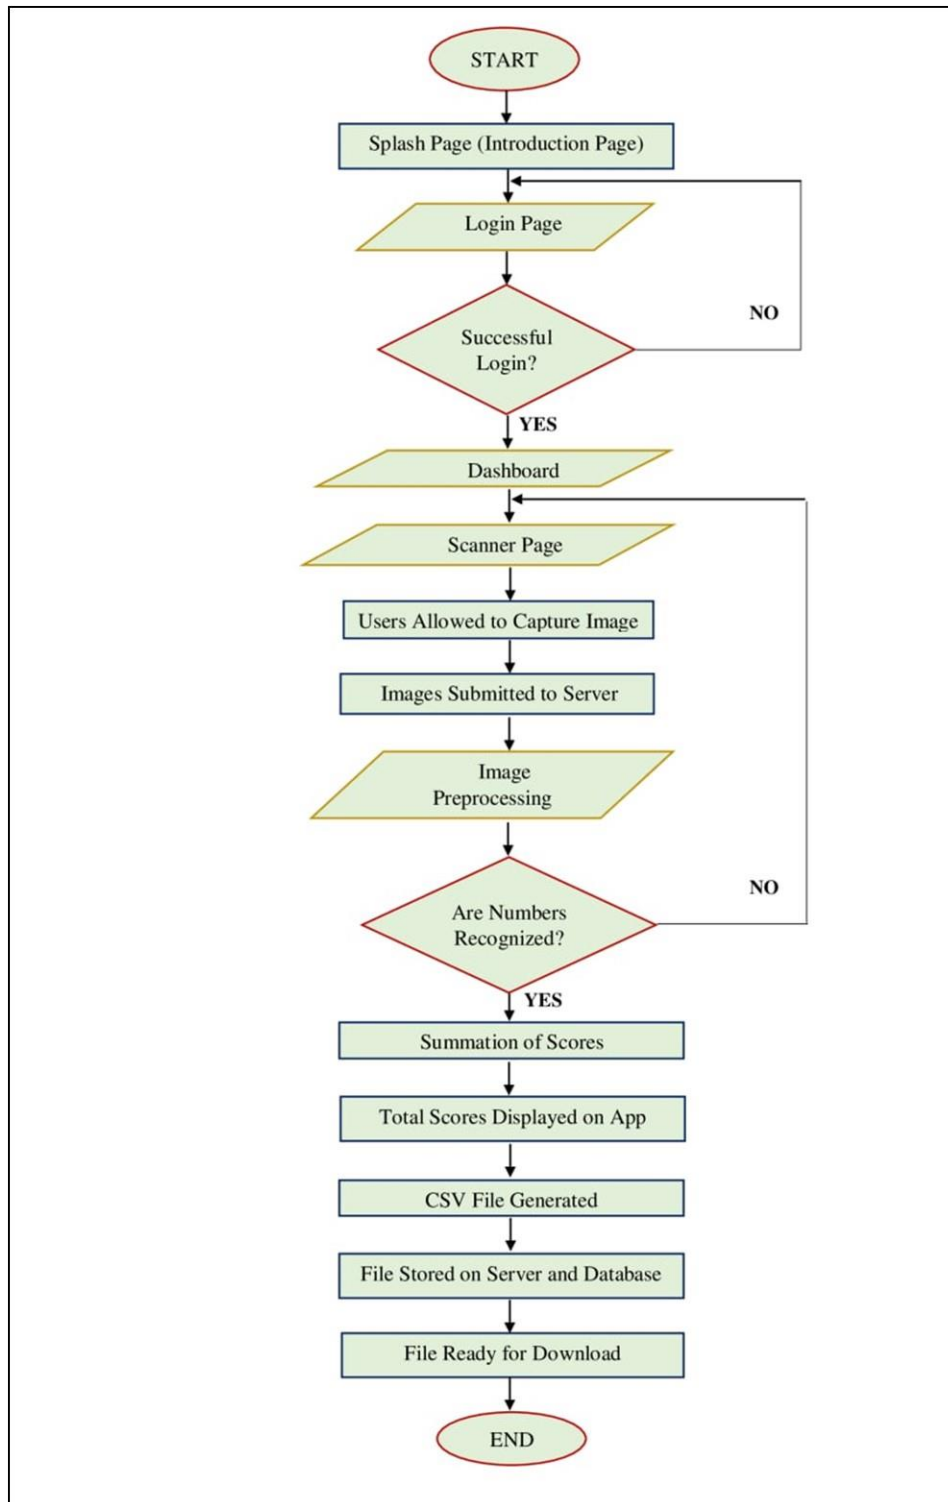 START
Splash Page (Introduction Page)
Login Page
NO
Successful
Login?
YES
Dashboard
Scanner Page
Users Allowed to Capture Image
Images Submitted to Server
Image
Preprocessing
NO
Are Numbers
Recognized?
YES
Summation of Scores
Total Scores Displayed on App
CSV File Generated
File Stored on Server and Database
File Ready for Download
END